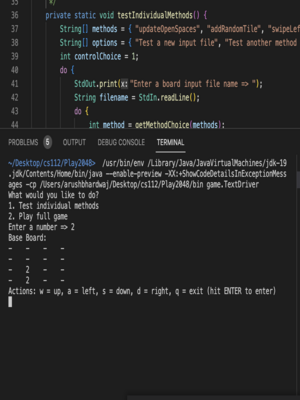 35 */
36 private static void testIndividualMethods() {
37 String[] methods = { "updateOpenSpaces", "addRandomTile", "swipeLef
38 String[] options = { "Test a new input file", "Test another method
39 int controlChoice = 1;
40 do {
41 StdOut.print(x: "Enter a board input file name => ");
42 String filename = StdIn.readLine();
43 do {
44 int method = getMethodChoice(methods);
PROBLEMS 5 OUTPUT DEBUG CONSOLE TERMINAL
~/Desktop/cs112/Play2048> /usr/bin/env /Library/Java/JavaVirtualMachines/jdk-19
.jdk/Contents/Home/bin/java --enable-preview -XX:+ShowCodeDetailsInExceptionMess
ages -cp /Users/arushbhardwaj/Desktop/cs112/Play2048/bin game.TextDriver
What would you like to do?
1. Test individual methods
2. Play full game
Enter a number => 2
Base Board:
- - - -
- - - -
- 2 - -
- 2 - -
Actions: w = up, a = left, s = down, d = right, q = exit (hit ENTER to enter)